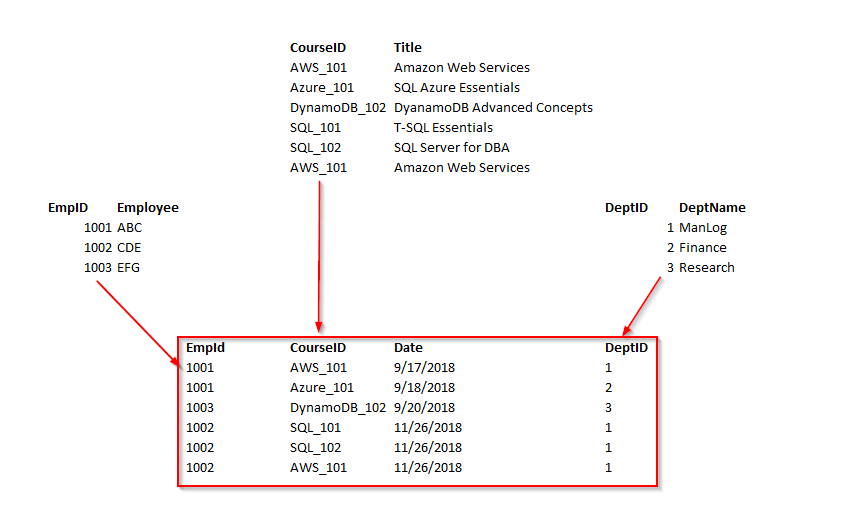 CourseID Title
AWS_101 Amazon Web Services
Azure_101 SQL Azure Essentials
DynamoDB_102 DyanamoDB Advanced Concepts
SQL_101 T-SQL Essentials
SQL_102 SQL Server for DBA
AWS_101 Amazon Web Services
EmpID Employee
1001 ABC
1002 CDE
1003 EFG
DeptID DeptName
1 ManLog
2 Finance
3 Research
EmpId CourseID Date DeptID
1001 AWS_101 9/17/2018 1
1001 Azure_101 9/18/2018 2
1003 DynamoDB_102 9/20/2018 3
1002 SQL_101 11/26/2018 1
1002 SQL_102 11/26/2018 1
1002 AWS_101 11/26/2018 1